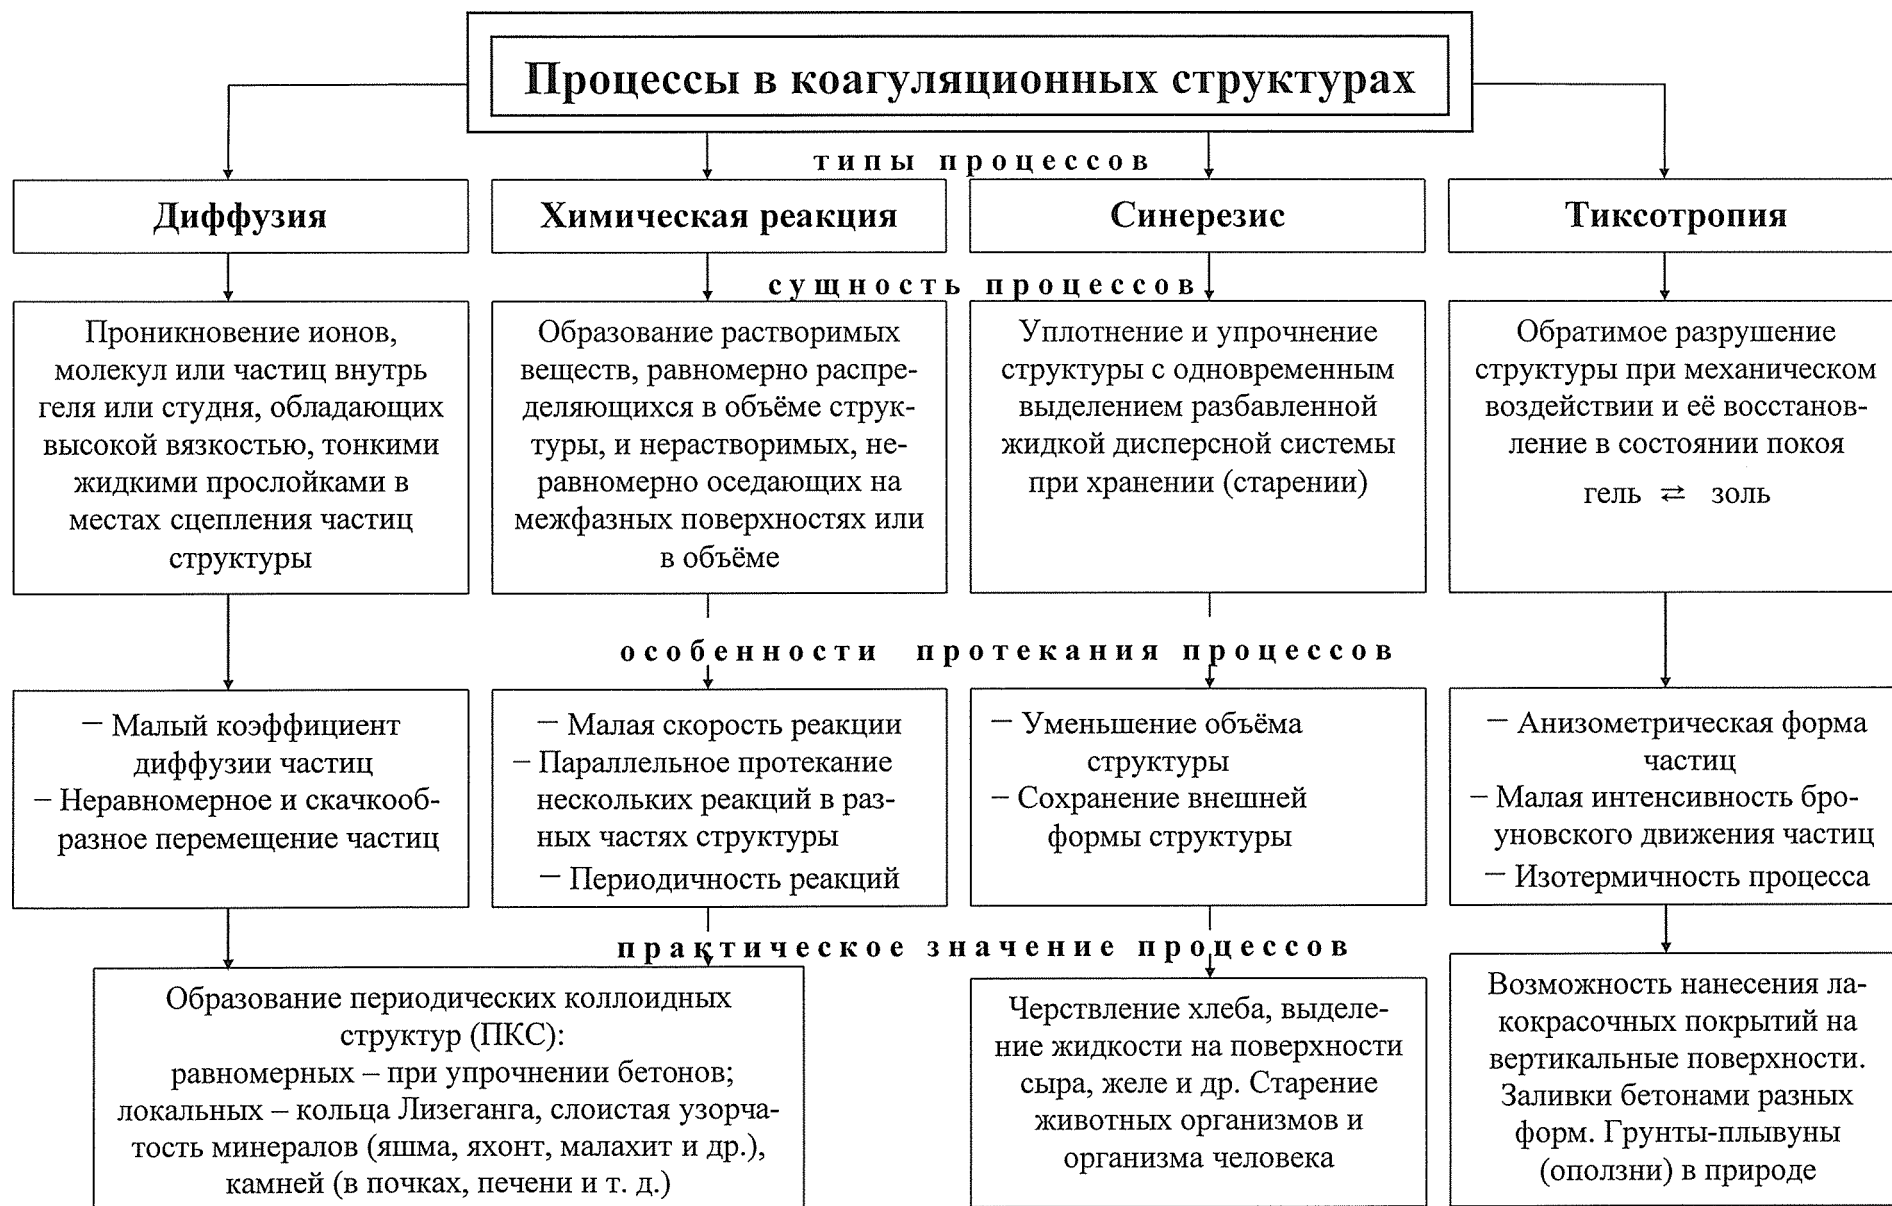 Процессы в коагуляционных структурах
типы процессов
Диффузия
Химическая реакция
Синерезис
Тиксотропия
сущность процессов
Проникновение ионов,
молекул или частиц внутрь
геля или студня, обладающих
высокой вязкостью, тонкими
жидкими прослойками в
местах сцепления частиц
структуры
Образование растворимых
веществ, равномерно распре-
деляющихся в объёме струк-
туры, и нерастворимых, не-
равномерно оседающих на
межфазных поверхностях или
в объёме
Уплотнение и упрочнение
структуры с одновременным
выделением разбавленной
жидкой дисперсной системы
при хранении (старении)
Обратимое разрушение
структуры при механическом
воздействии и её восстанов-
ление в состоянии покоя
гель ⇄ золь
особенности протекания процессов
– Малый коэффициент
диффузии частиц
– Неравномерное и скачкооб-
разное перемещение частиц
– Малая скорость реакции
– Параллельное протекание
нескольких реакций в раз-
ных частях структуры
– Периодичность реакций
– Уменьшение объёма
структуры
– Сохранение внешней
формы структуры
– Анизометрическая форма
частиц
– Малая интенсивность бро-
уновского движения частиц
– Изотермичность процесса
практическое значение процессов
Образование периодических коллоидных
структур (ПКС):
равномерных – при упрочнении бетонов;
локальных – кольца Лизеганга, слоистая узорча-
тость минералов (яшма, яхонт, малахит и др.),
камней (в почках, печени и т. д.)
Черствление хлеба, выделе-
ние жидкости на поверхности
сыра, желе и др. Старение
животных организмов и
организма человека
Возможность нанесения ла-
кокрасочных покрытий на
вертикальные поверхности.
Заливки бетонами разных
форм. Грунты-плывуны
(оползни) в природе